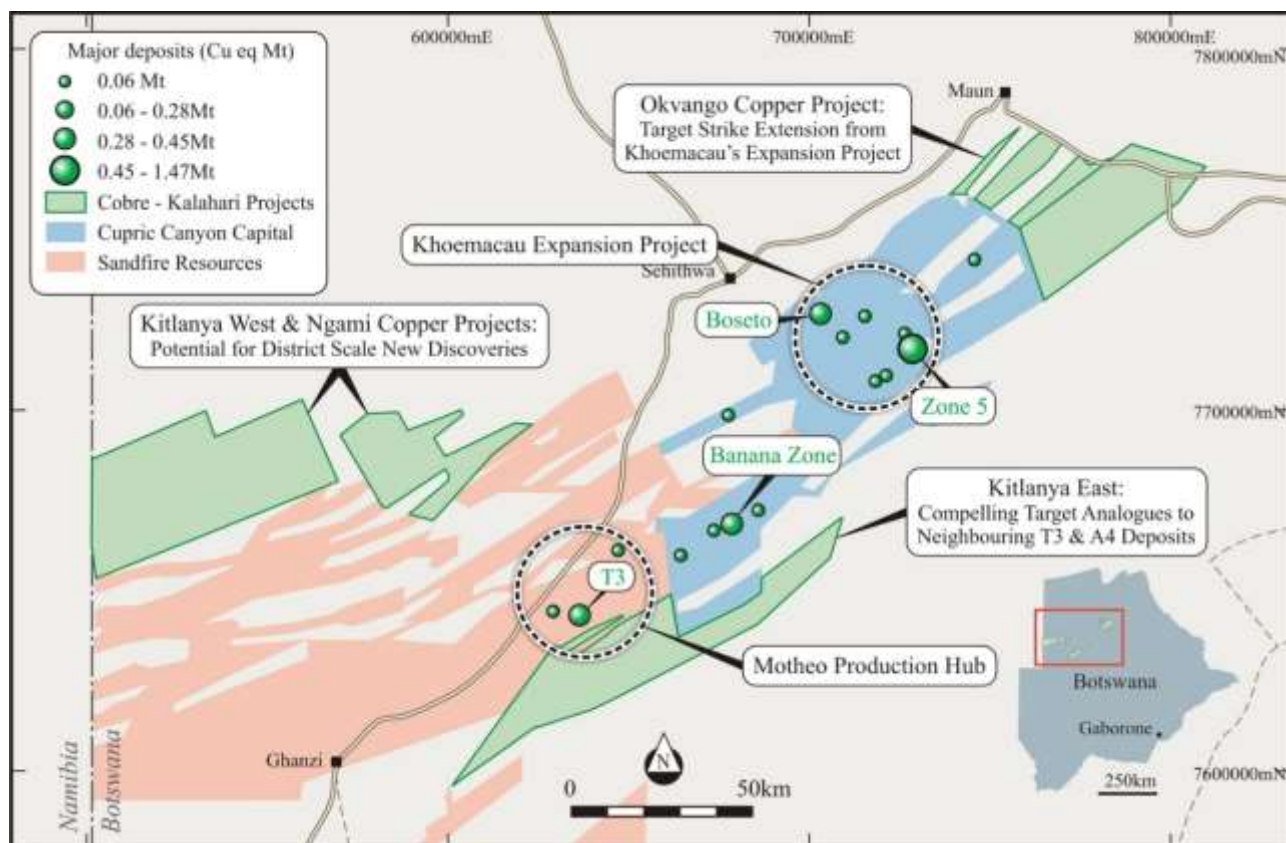 Major deposits (Cu eq Mt)
0.06 Mt
0.06 - 0.28Mt
0.28 - 0.45Mt
0.45 - 1.47Mt
Cobre - Kalahari Projects
Cupric Canyon Capital
Sandfire Resources
600000mE
700000mE
800000mE
7800000mN
Maun
Okvango Copper Project:
Target Strike Extension from
Khoemacau's Expansion Project
Khoemacau Expansion Project
Sehithwa
Kitlanya West & Ngami Copper Projects:
Potential for District Scale New Discoveries
Boseto
Zone 5
7700000mN
Banana Zone
Kitlanya East:
Compelling Target Analogues to
Neighbouring T3 & A4 Deposits
T3
Motheo Production Hub
Botswana
Gaborone
250km
Ghanzi
N
0
50km
7600000mN
Namibia
Botswana